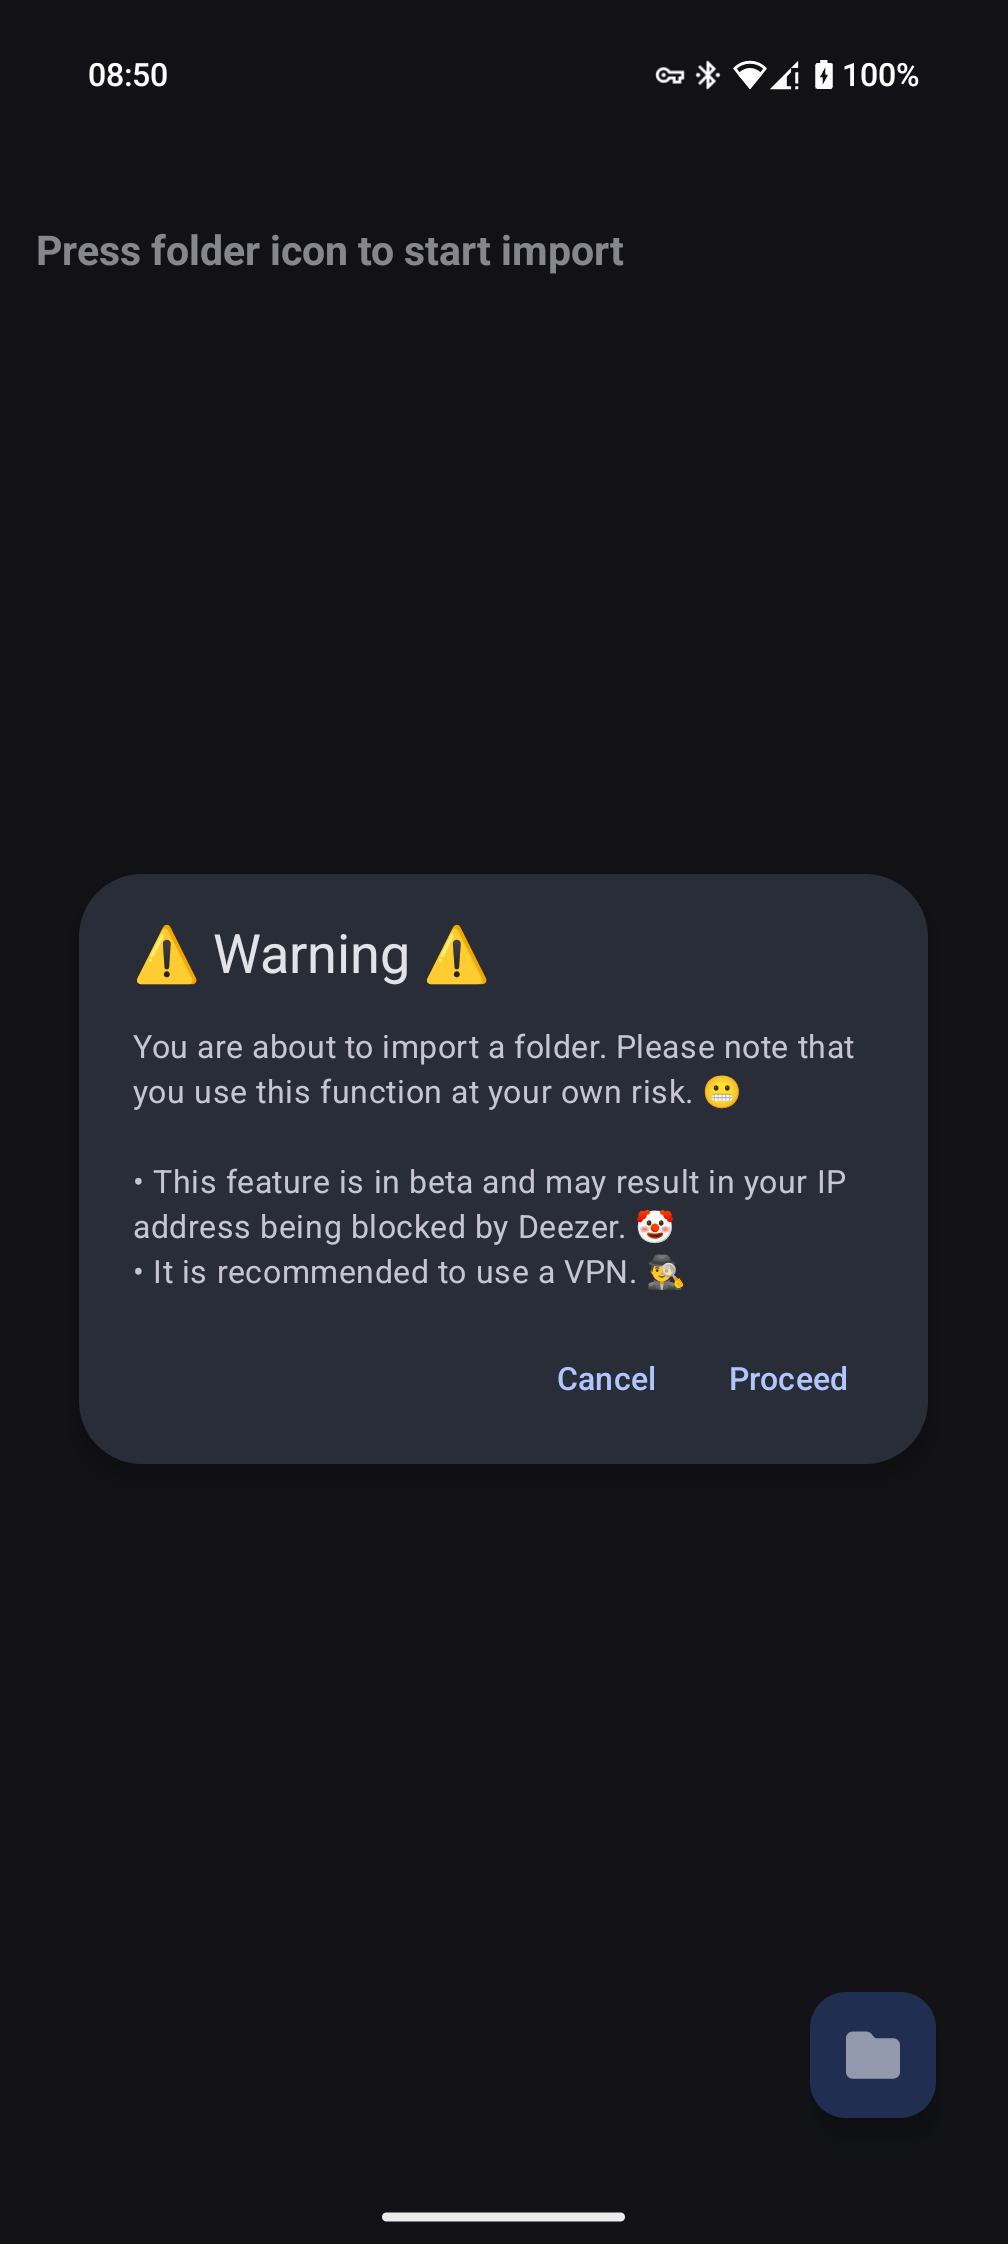 08:50
100%
Press folder icon to start import
⚠️ Warning ⚠️
You are about to import a folder. Please note that
you use this function at your own risk. 😬
• This feature is in beta and may result in your IP
address being blocked by Deezer. 🤡
• It is recommended to use a VPN. 🕵️
Cancel
Proceed